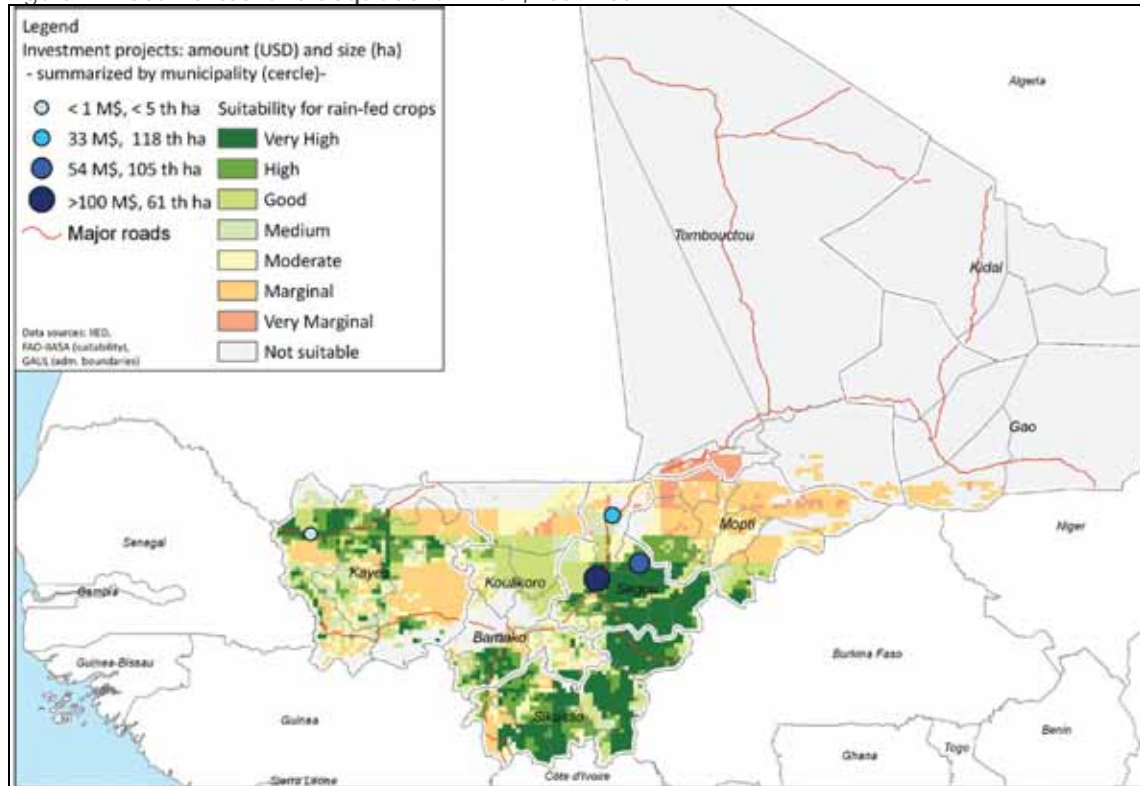 Legend
Investment projects: amount (USD) and size (ha)
- summarized by municipality (cercle)-
< 1 M$, < 5 th ha
33 M$, 118 th ha
54 M$, 105 th ha
>100 M$, 61 th ha
Major roads
Suitability for rain-fed crops
Very High
High
Good
Medium
Moderate
Marginal
Very Marginal
Not suitable
Data sources: IIED,
FAO-IIASA (suitability),
GAUL (adm. boundaries)
Algeria
Tombouctou
Kidal
Gao
Mopti
Niger
Senegal
Kayes
Koulikoro
Gambia
Bamako
Guinea-Bissau
Burkina Faso
Sikasso
Guinea
Benin
Ghana
Togo
Sierra Leone
Côte d'Ivoire